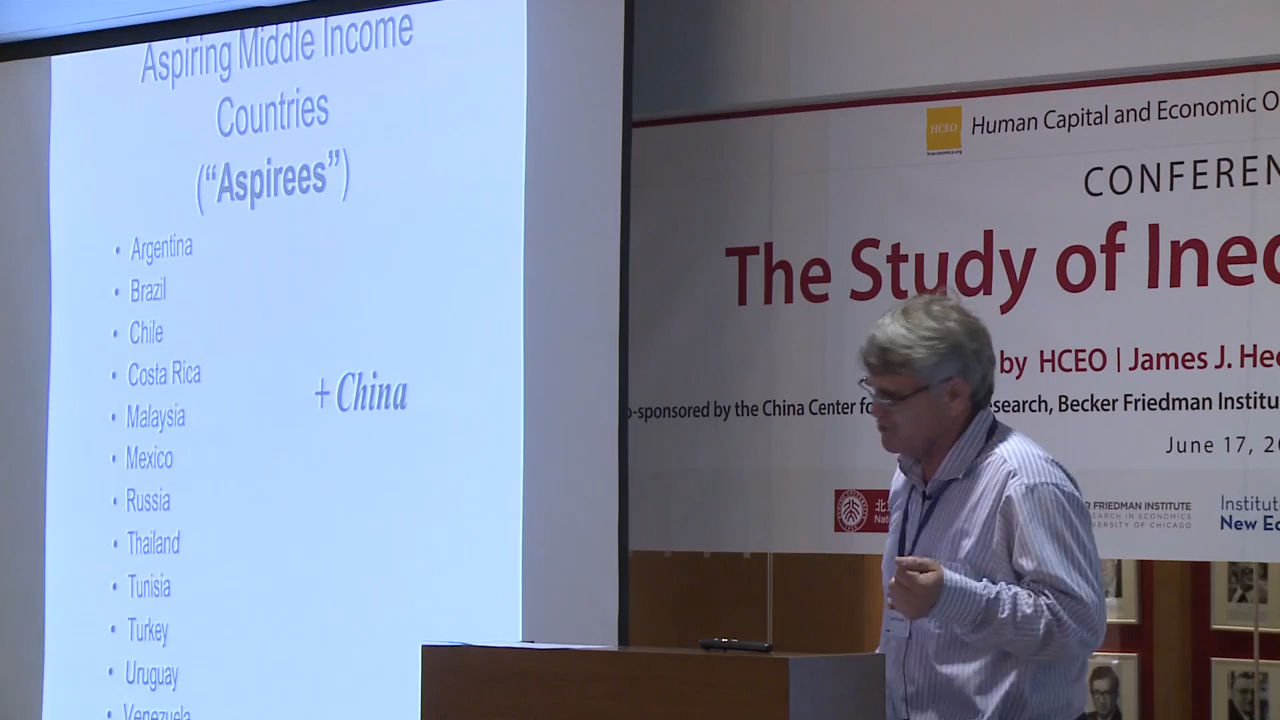 Aspiring Middle Income
Countries
(“Aspirees”)
• Argentina
• Brazil
• Chile
• Costa Rica
• Malaysia
• Mexico
• Russia
• Thailand
• Tunisia
• Turkey
• Uruguay
• Venezuela
+ China
HCEO
Human Capital and Economic O
CONFEREN
The Study of Ineq
by HCEO | James J. Hec
o-sponsored by the China Center for esearch, Becker Friedman Institu
June 17, 20
北
Nat
R FRIEDMAN INSTITUTE
EARCH IN ECONOMICS
VERSITY OF CHICAGO
Institut
New Ec